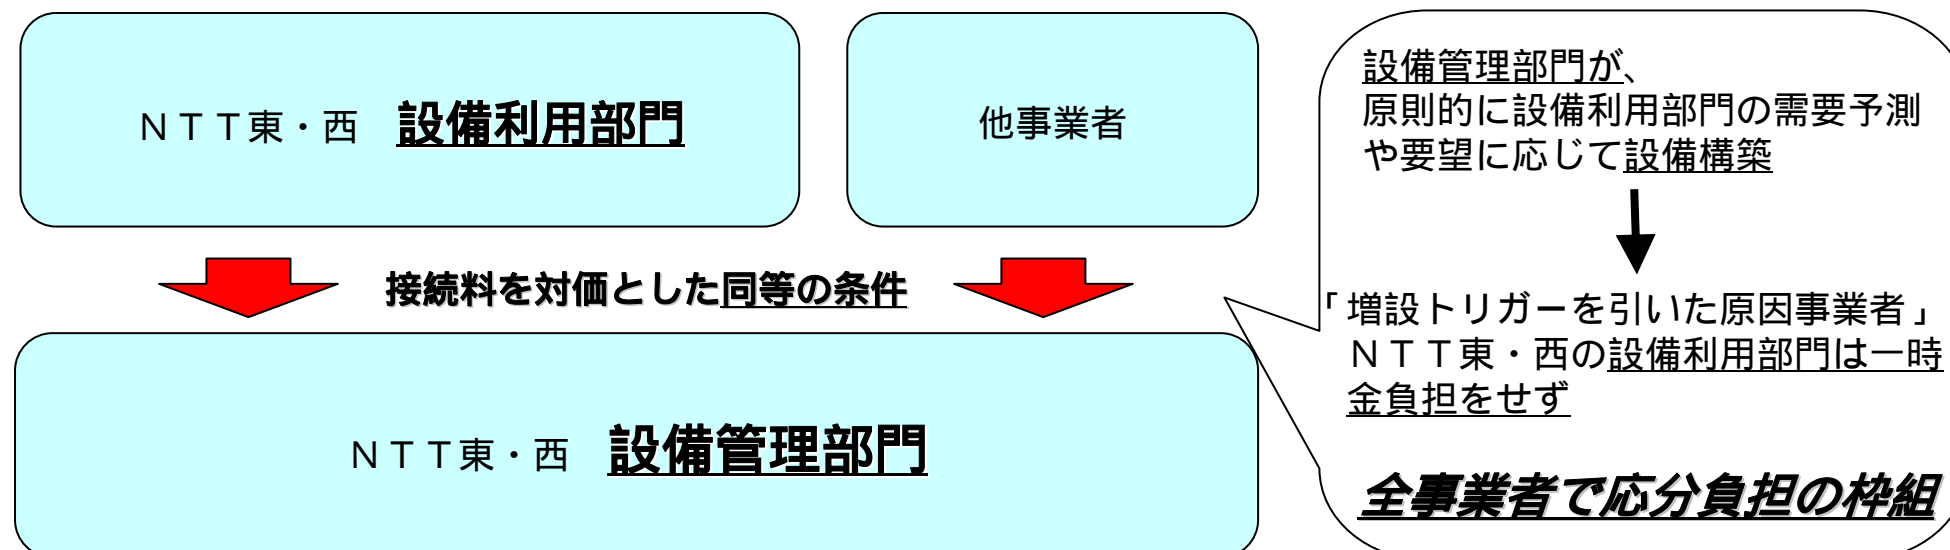 ＮＴＴ東・西　設備利用部門
他事業者
接続料を対価とした同等の条件
ＮＴＴ東・西　設備管理部門
設備管理部門が、
原則的に設備利用部門の需要予測
や要望に応じて設備構築
「増設トリガーを引いた原因事業者」
ＮＴＴ東・西の設備利用部門は一時
金負担をせず
全事業者で応分負担の枠組